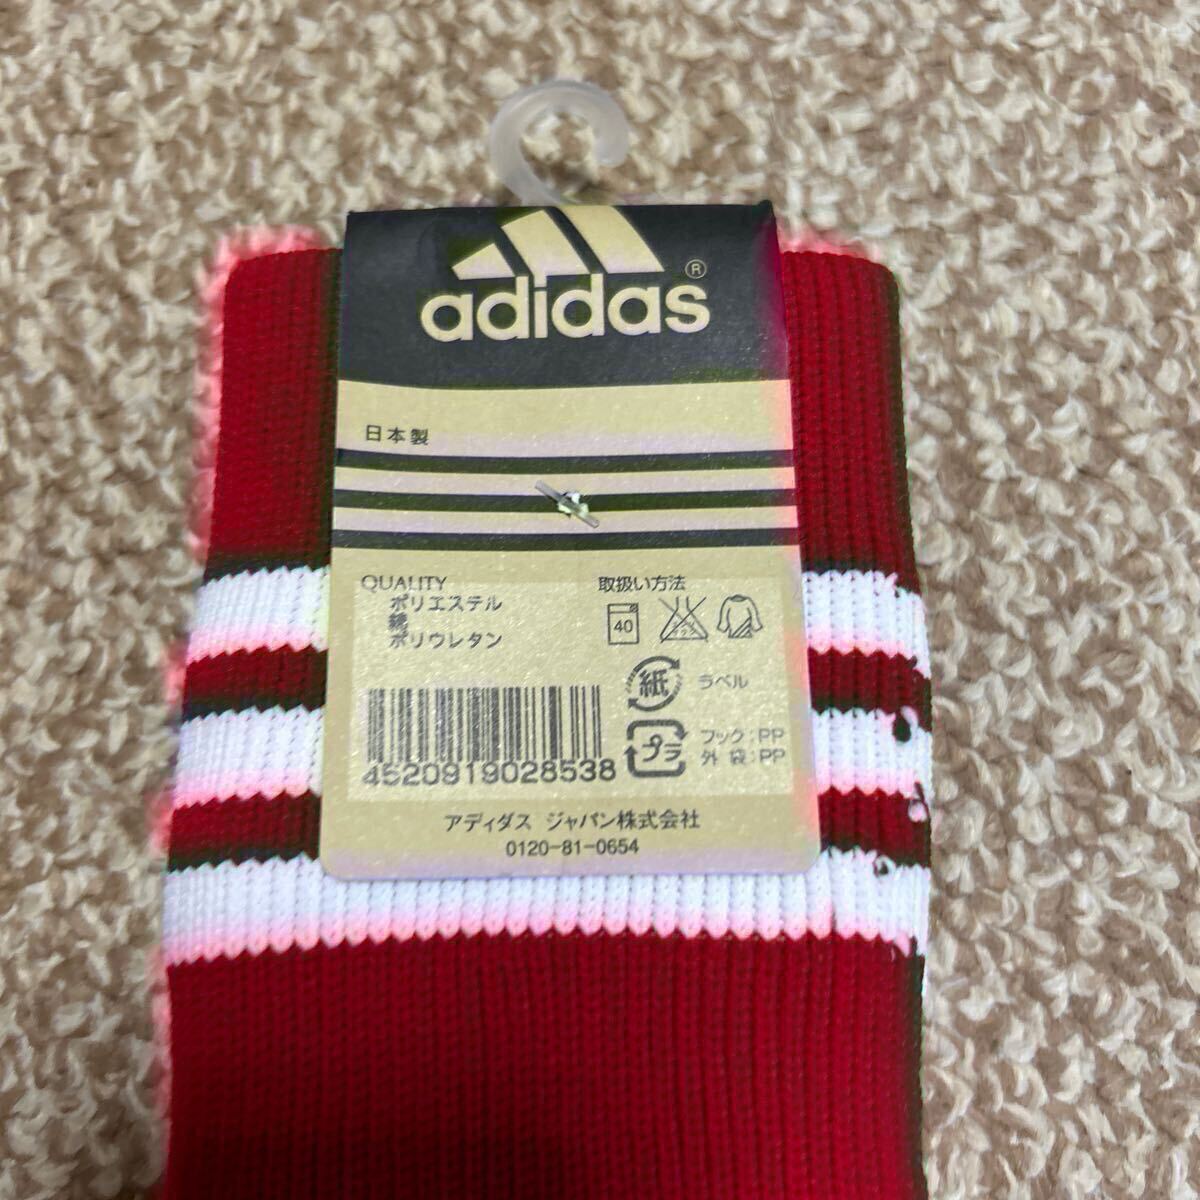 adidas®
日本製
QUALITY
ポリエステル
綿
ポリウレタン
取扱い方法
40
紙
ラベル
プラ
フック:PP
外 袋:PP
4520919028538
アディダス ジャパン株式会社
0120-81-0654